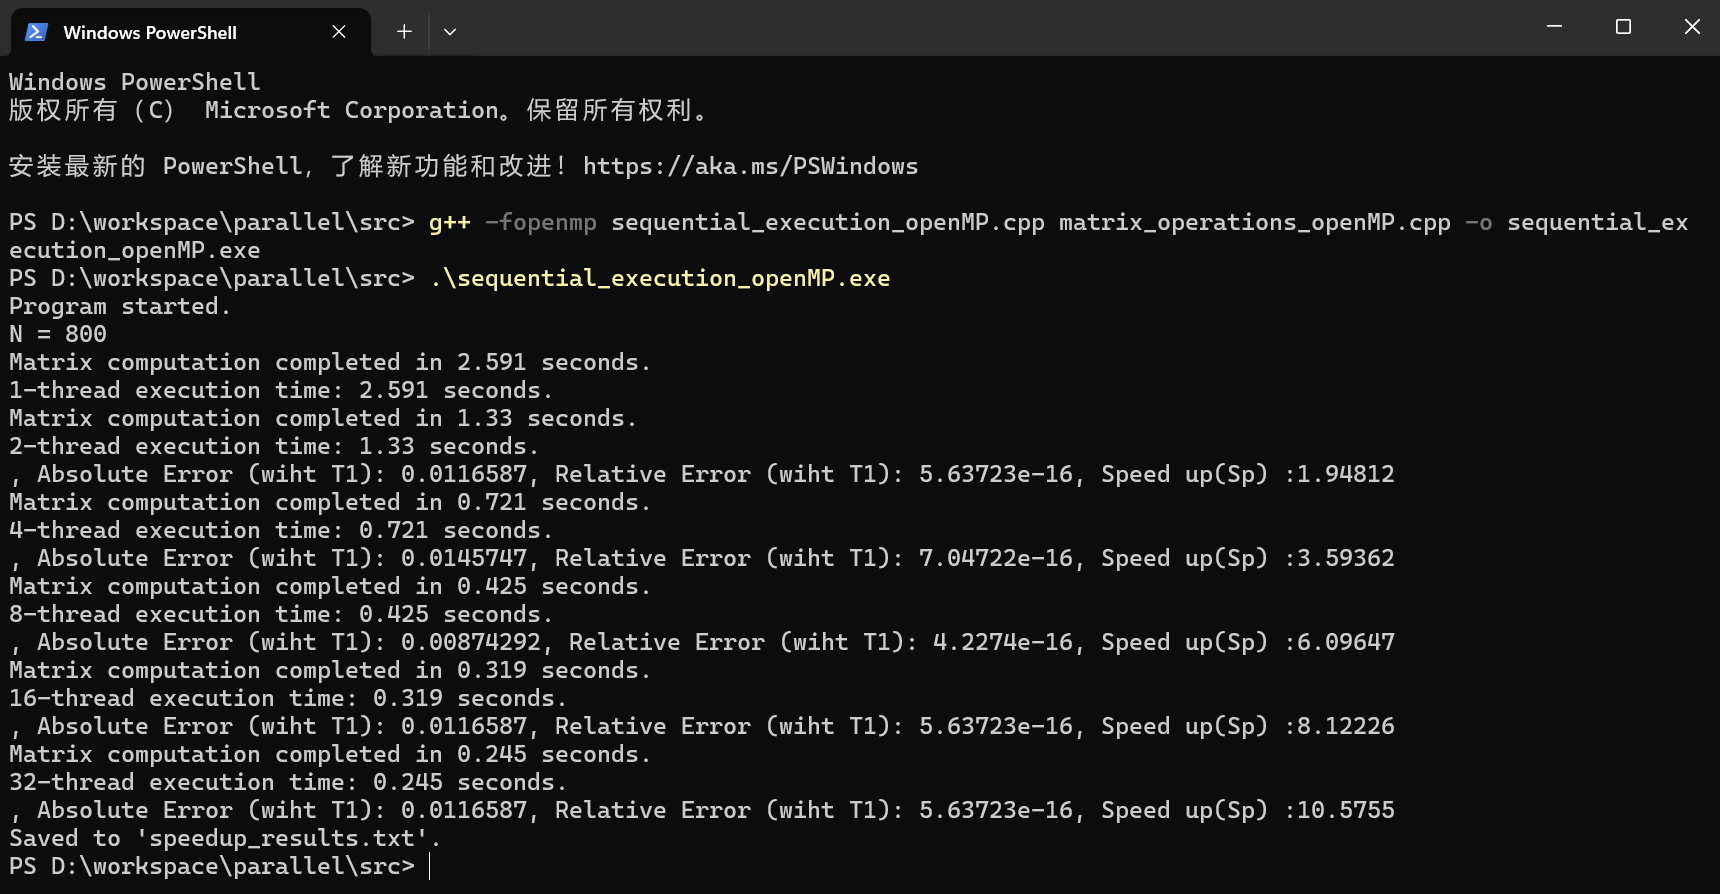 Windows PowerShell
Windows PowerShell
版权所有（C） Microsoft Corporation。保留所有权利。
安装最新的 PowerShell，了解新功能和改进！https://aka.ms/PSWindows
PS D:\workspace\parallel\src> g++ -fopenmp sequential_execution_openMP.cpp matrix_operations_openMP.cpp -o sequential_ex
ecution_openMP.exe
PS D:\workspace\parallel\src> .\sequential_execution_openMP.exe
Program started.
N = 800
Matrix computation completed in 2.591 seconds.
1-thread execution time: 2.591 seconds.
Matrix computation completed in 1.33 seconds.
2-thread execution time: 1.33 seconds.
, Absolute Error (wiht T1): 0.0116587, Relative Error (wiht T1): 5.63723e-16, Speed up(Sp) :1.94812
Matrix computation completed in 0.721 seconds.
4-thread execution time: 0.721 seconds.
, Absolute Error (wiht T1): 0.0145747, Relative Error (wiht T1): 7.04722e-16, Speed up(Sp) :3.59362
Matrix computation completed in 0.425 seconds.
8-thread execution time: 0.425 seconds.
, Absolute Error (wiht T1): 0.00874292, Relative Error (wiht T1): 4.2274e-16, Speed up(Sp) :6.09647
Matrix computation completed in 0.319 seconds.
16-thread execution time: 0.319 seconds.
, Absolute Error (wiht T1): 0.0116587, Relative Error (wiht T1): 5.63723e-16, Speed up(Sp) :8.12226
Matrix computation completed in 0.245 seconds.
32-thread execution time: 0.245 seconds.
, Absolute Error (wiht T1): 0.0116587, Relative Error (wiht T1): 5.63723e-16, Speed up(Sp) :10.5755
Saved to 'speedup_results.txt'.
PS D:\workspace\parallel\src>